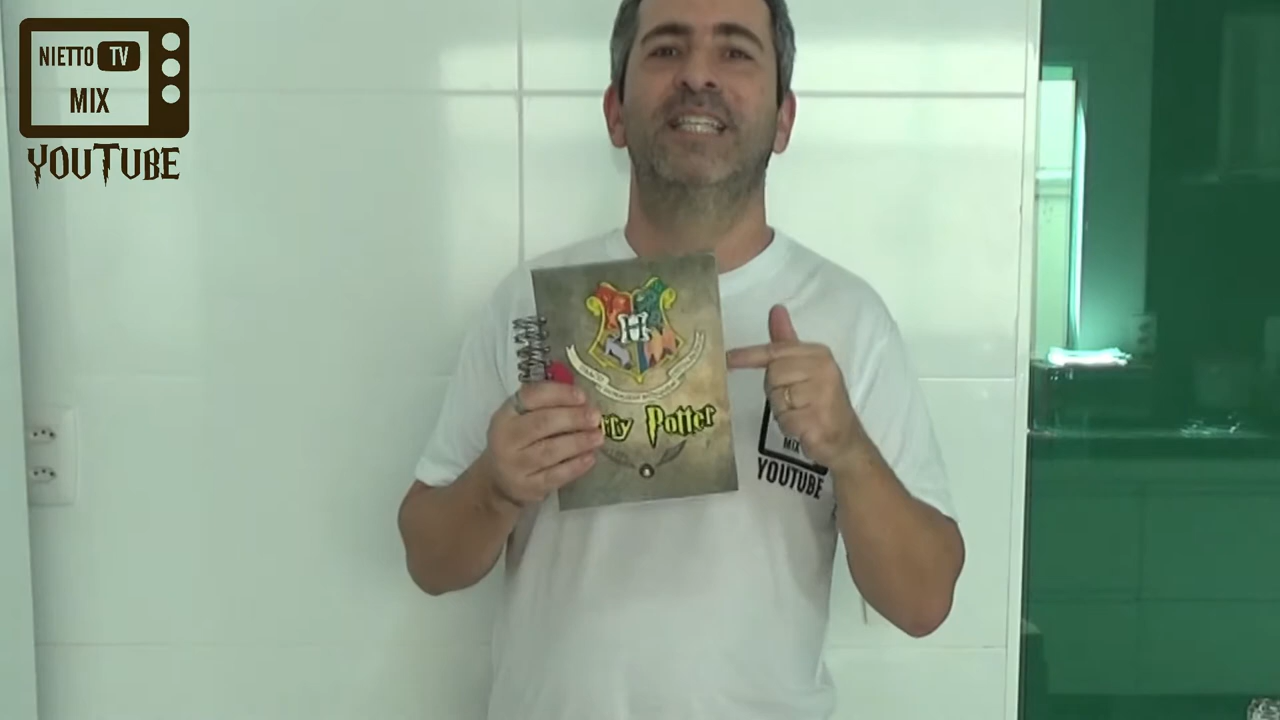 NIETTO TV
MIX
YOUTUBE
H
rry Potter
MIX
YOUTUBE